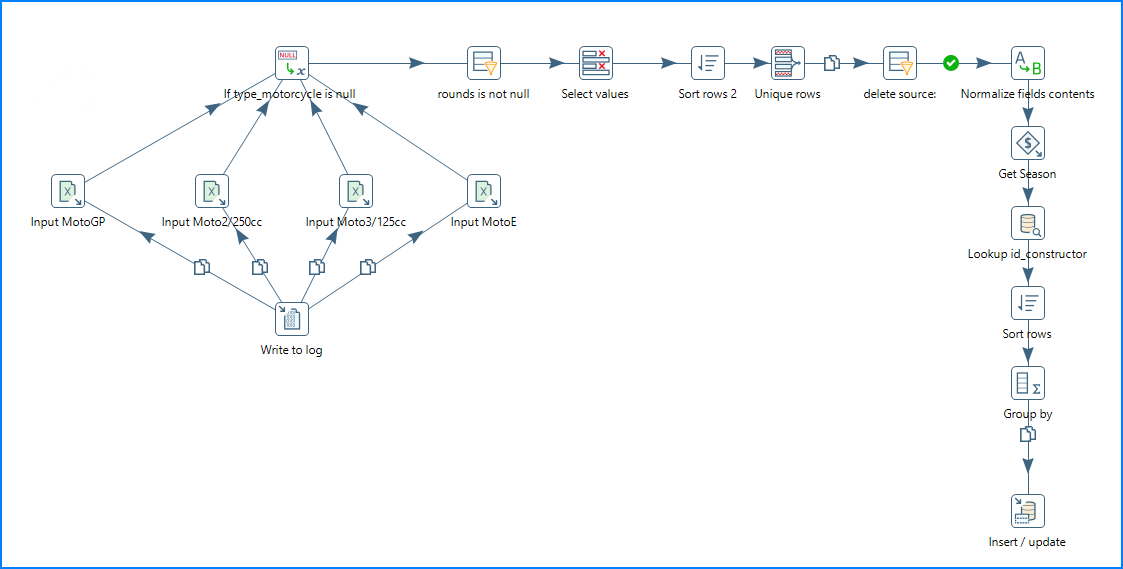 NULL
x
A
B
If type_motorcycle is null
rounds is not null
Select values
Sort rows 2
Unique rows
delete source:
Normalize fields contents
$
Get Season
X
X
X
X
Input MotoGP
Input Moto2/250cc
Input Moto3/125cc
Input MotoE
Lookup id_constructor
Sort rows
Write to log
Σ
Group by
Insert / update